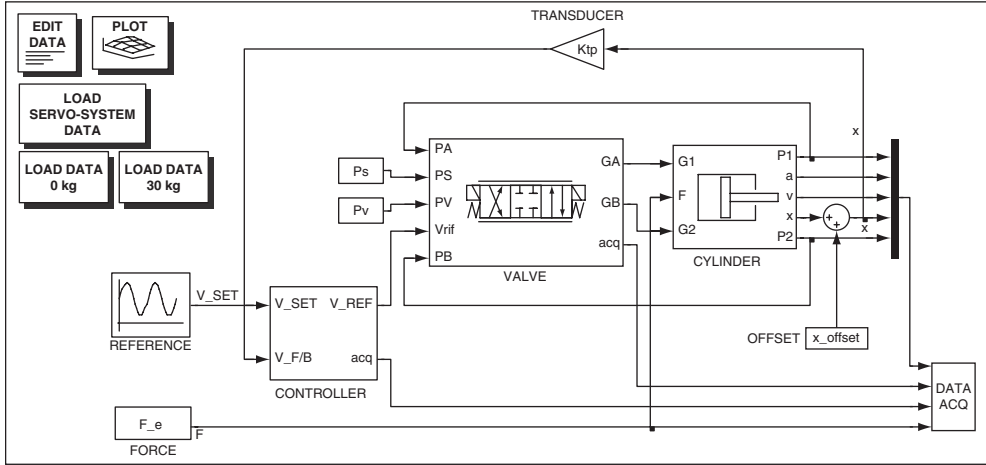 TRANSDUCER
EDIT
DATA
PLOT
Ktp
LOAD
SERVO-SYSTEM
DATA
LOAD DATA
0 kg
LOAD DATA
30 kg
x
Ps
Pv
PA
PS
PV
Vrif
PB
GA
GB
acq
VALVE
G1
F
G2
P1
a
v
x
P2
CYLINDER
+
+
x
V_SET
REFERENCE
V_SET
V_REF
V_F/B
acq
CONTROLLER
OFFSET
x_offset
DATA
ACQ
F_e
F
FORCE